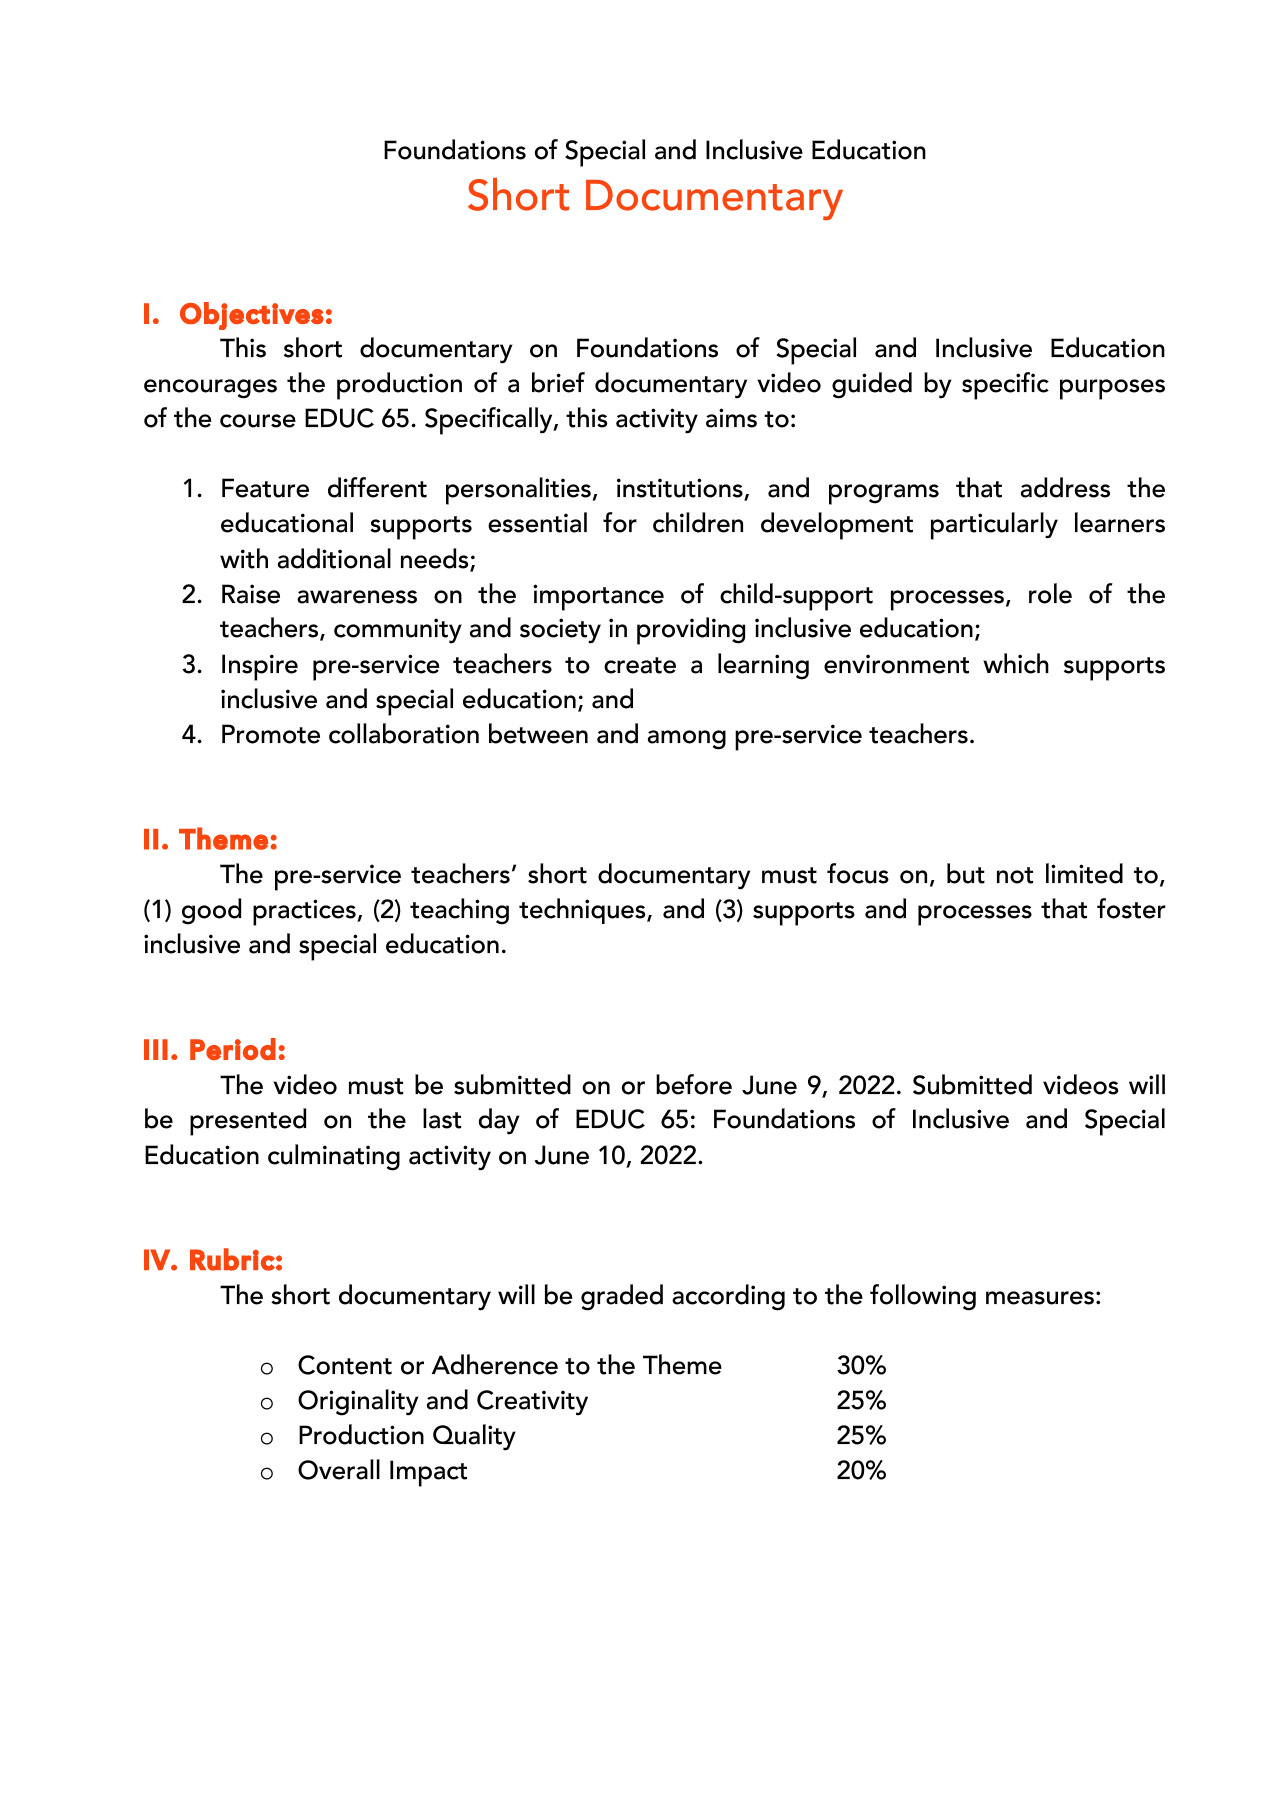 Foundations of Special and Inclusive Education
Short Documentary
I. Objectives:
This short documentary on Foundations of Special and Inclusive Education
encourages the production of a brief documentary video guided by specific purposes
of the course EDUC 65. Specifically, this activity aims to:
1. Feature different personalities, institutions, and programs that address the
educational supports essential for children development particularly learners
with additional needs;
2. Raise awareness on the importance of child-support processes, role of the
teachers, community and society in providing inclusive education;
3. Inspire pre-service teachers to create a learning environment which supports
inclusive and special education; and
4. Promote collaboration between and among pre-service teachers.
II. Theme:
The pre-service teachers’ short documentary must focus on, but not limited to,
(1) good practices, (2) teaching techniques, and (3) supports and processes that foster
inclusive and special education.
III. Period:
The video must be submitted on or before June 9, 2022. Submitted videos will
be presented on the last day of EDUC 65: Foundations of Inclusive and Special
Education culminating activity on June 10, 2022.
IV. Rubric:
The short documentary will be graded according to the following measures:
o Content or Adherence to the Theme 30%
o Originality and Creativity 25%
o Production Quality 25%
o Overall Impact 20%